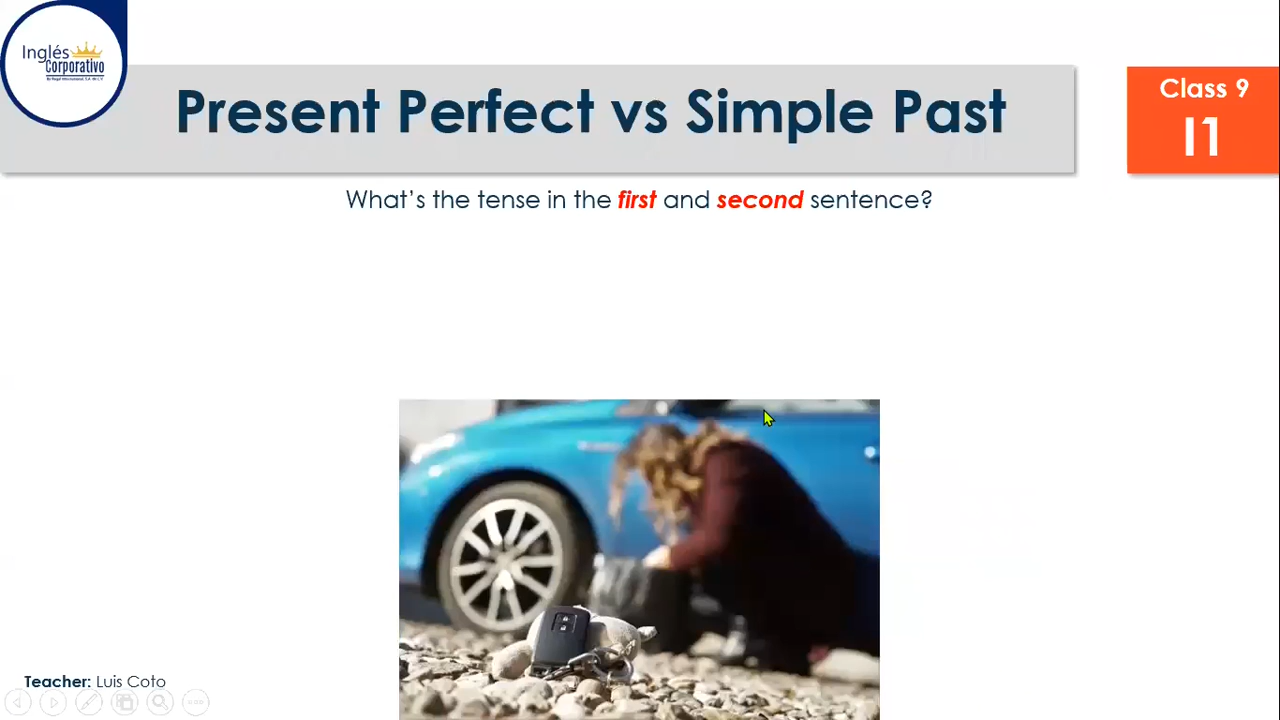 Inglés
Corporativo
Present Perfect vs Simple Past
Class 9
I1
What's the tense in the first and second sentence?
Teacher: Luis Coto